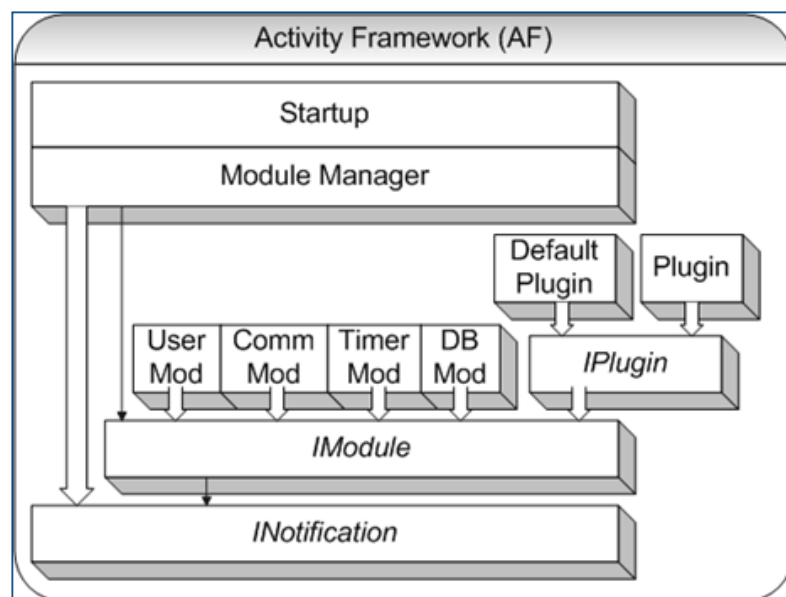 Activity Framework (AF)
Startup
Module Manager
Default
Plugin
Plugin
User
Mod
Comm
Mod
Timer
Mod
DB
Mod
IPlugin
IModule
INotification